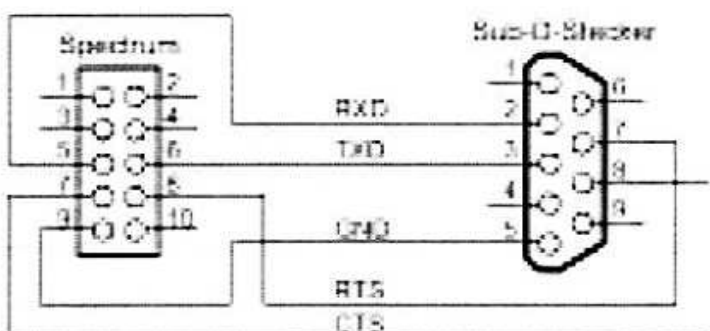 Spectrum
Sub-D-Stecker
1 2
3 4
5 6
7 8
9 10
1
2
3
4
5
6
7
8
9
RXD
TXD
GND
RTS
CTS